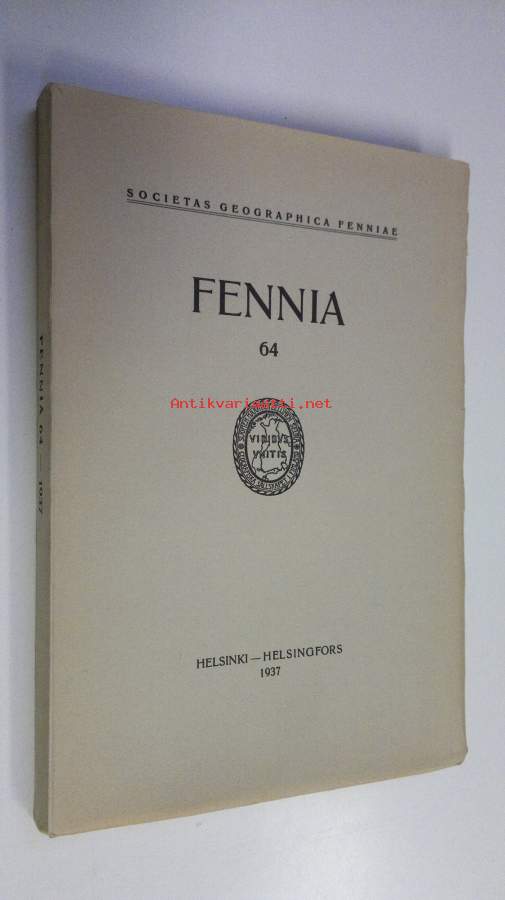 SOCIETAS GEOGRAPHICA FENNIAE
FENNIA
64
Antikvariaatti.net
VIRIBVS
VNITIS
HELSINKI — HELSINGFORS
1937
FENNIA 64 — 1937